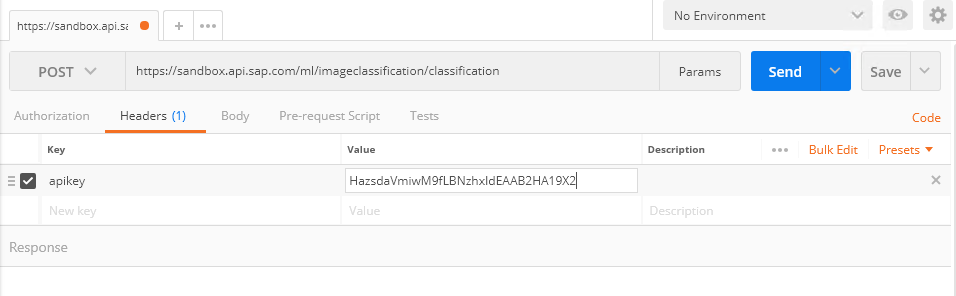 https://sandbox.api.sa
No Environment
POST https://sandbox.api.sap.com/ml/imageclassification/classification Params Send Save
Authorization Headers (1) Body Pre-request Script Tests Code
Key Value Description Bulk Edit Presets
apikey HazsdaVmiwM9fLBNzhxIdEAAB2HA19X2
New key Value Description
Response